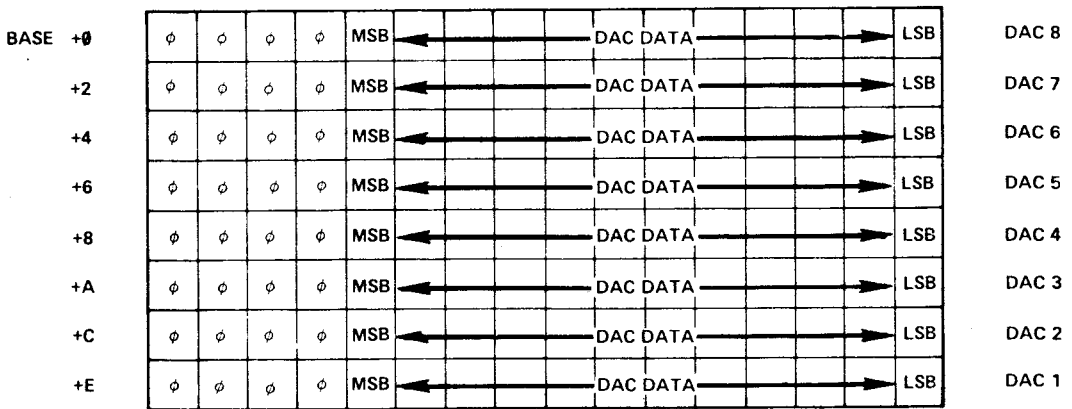 BASE +0 ϕ ϕ ϕ ϕ MSB DAC DATA LSB DAC 8
+2 ϕ ϕ ϕ ϕ MSB DAC DATA LSB DAC 7
+4 ϕ ϕ ϕ ϕ MSB DAC DATA LSB DAC 6
+6 ϕ ϕ ϕ ϕ MSB DAC DATA LSB DAC 5
+8 ϕ ϕ ϕ ϕ MSB DAC DATA LSB DAC 4
+A ϕ ϕ ϕ ϕ MSB DAC DATA LSB DAC 3
+C ϕ ϕ ϕ ϕ MSB DAC DATA LSB DAC 2
+E ϕ ϕ ϕ ϕ MSB DAC DATA LSB DAC 1